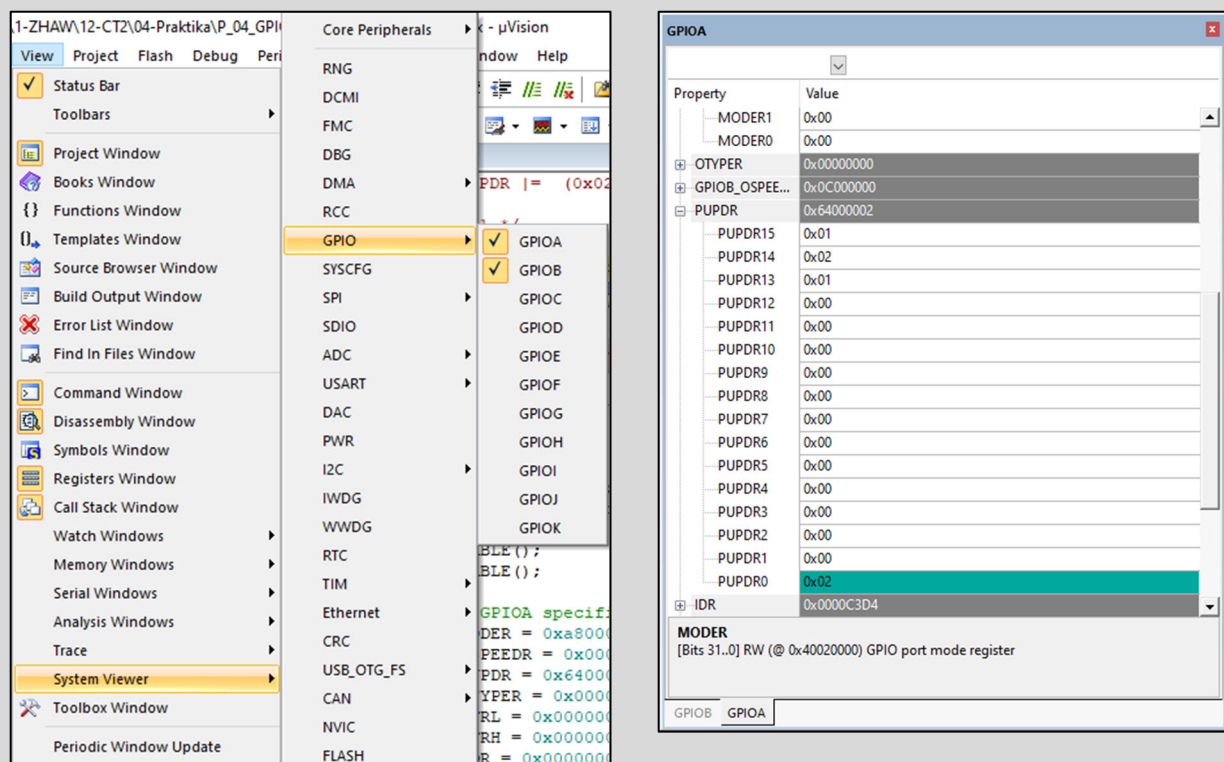 \1-ZHAW\12-CT2\04-Praktika\P_04_GPI
x - µVision
View Project Flash Debug Peri
ndow Help
Status Bar
Toolbars
Project Window
Books Window
Functions Window
Templates Window
Source Browser Window
Build Output Window
Error List Window
Find In Files Window
Command Window
Disassembly Window
Symbols Window
Registers Window
Call Stack Window
Watch Windows
Memory Windows
Serial Windows
Analysis Windows
Trace
System Viewer
Toolbox Window
Periodic Window Update
Core Peripherals
RNG
DCMI
FMC
DBG
DMA
RCC
GPIO
SYSCFG
SPI
SDIO
ADC
USART
DAC
PWR
I2C
IWDG
WWDG
RTC
TIM
Ethernet
CRC
USB_OTG_FS
CAN
NVIC
FLASH
PDR |= (0x02
GPIOA
GPIOB
GPIOC
GPIOD
GPIOE
GPIOF
GPIOG
GPIOH
GPIOI
GPIOJ
GPIOK
BLE();
BLE();
GPIOA specifi
DER = 0xa8000
PEEDR = 0x000
PDR = 0x64000
YPER = 0x0000
RL = 0x000000
RH = 0x000000
R = 0x0000000
GPIOA
Property Value
MODER1 0x00
MODER0 0x00
OTYPER 0x00000000
GPIOB_OSPEE... 0x0C000000
PUPDR 0x64000002
PUPDR15 0x01
PUPDR14 0x02
PUPDR13 0x01
PUPDR12 0x00
PUPDR11 0x00
PUPDR10 0x00
PUPDR9 0x00
PUPDR8 0x00
PUPDR7 0x00
PUPDR6 0x00
PUPDR5 0x00
PUPDR4 0x00
PUPDR3 0x00
PUPDR2 0x00
PUPDR1 0x00
PUPDR0 0x02
IDR 0x0000C3D4
MODER
[Bits 31..0] RW (@ 0x40020000) GPIO port mode register
GPIOB GPIOA